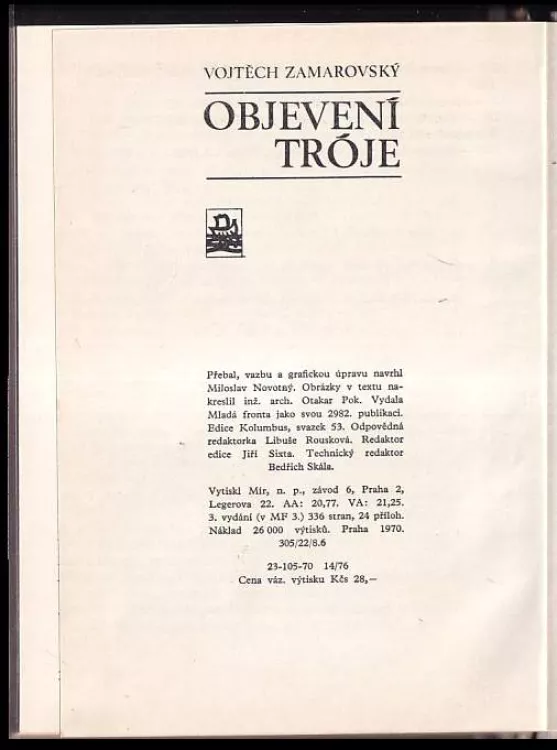 VOJTĚCH ZAMAROVSKÝ
OBJEVENÍ
TRÓJE
Přebal, vazbu a grafickou úpravu navrhl
Miloslav Novotný. Obrázky v textu na-
kreslil inž. arch. Otakar Pok. Vydala
Mladá fronta jako svou 2982. publikaci.
Edice Kolumbus, svazek 53. Odpovědná
redaktorka Libuše Rousková. Redaktor
edice Jiří Sixta. Technický redaktor
Bedřich Skála.
Vytiskl Mír, n. p., závod 6, Praha 2,
Legerova 22. AA: 20,77. VA: 21,25.
3. vydání (v MF 3.) 336 stran, 24 příloh.
Náklad 26 000 výtisků. Praha 1970.
305/22/8.6
23-105-70 14/76
Cena váz. výtisku Kčs 28,—